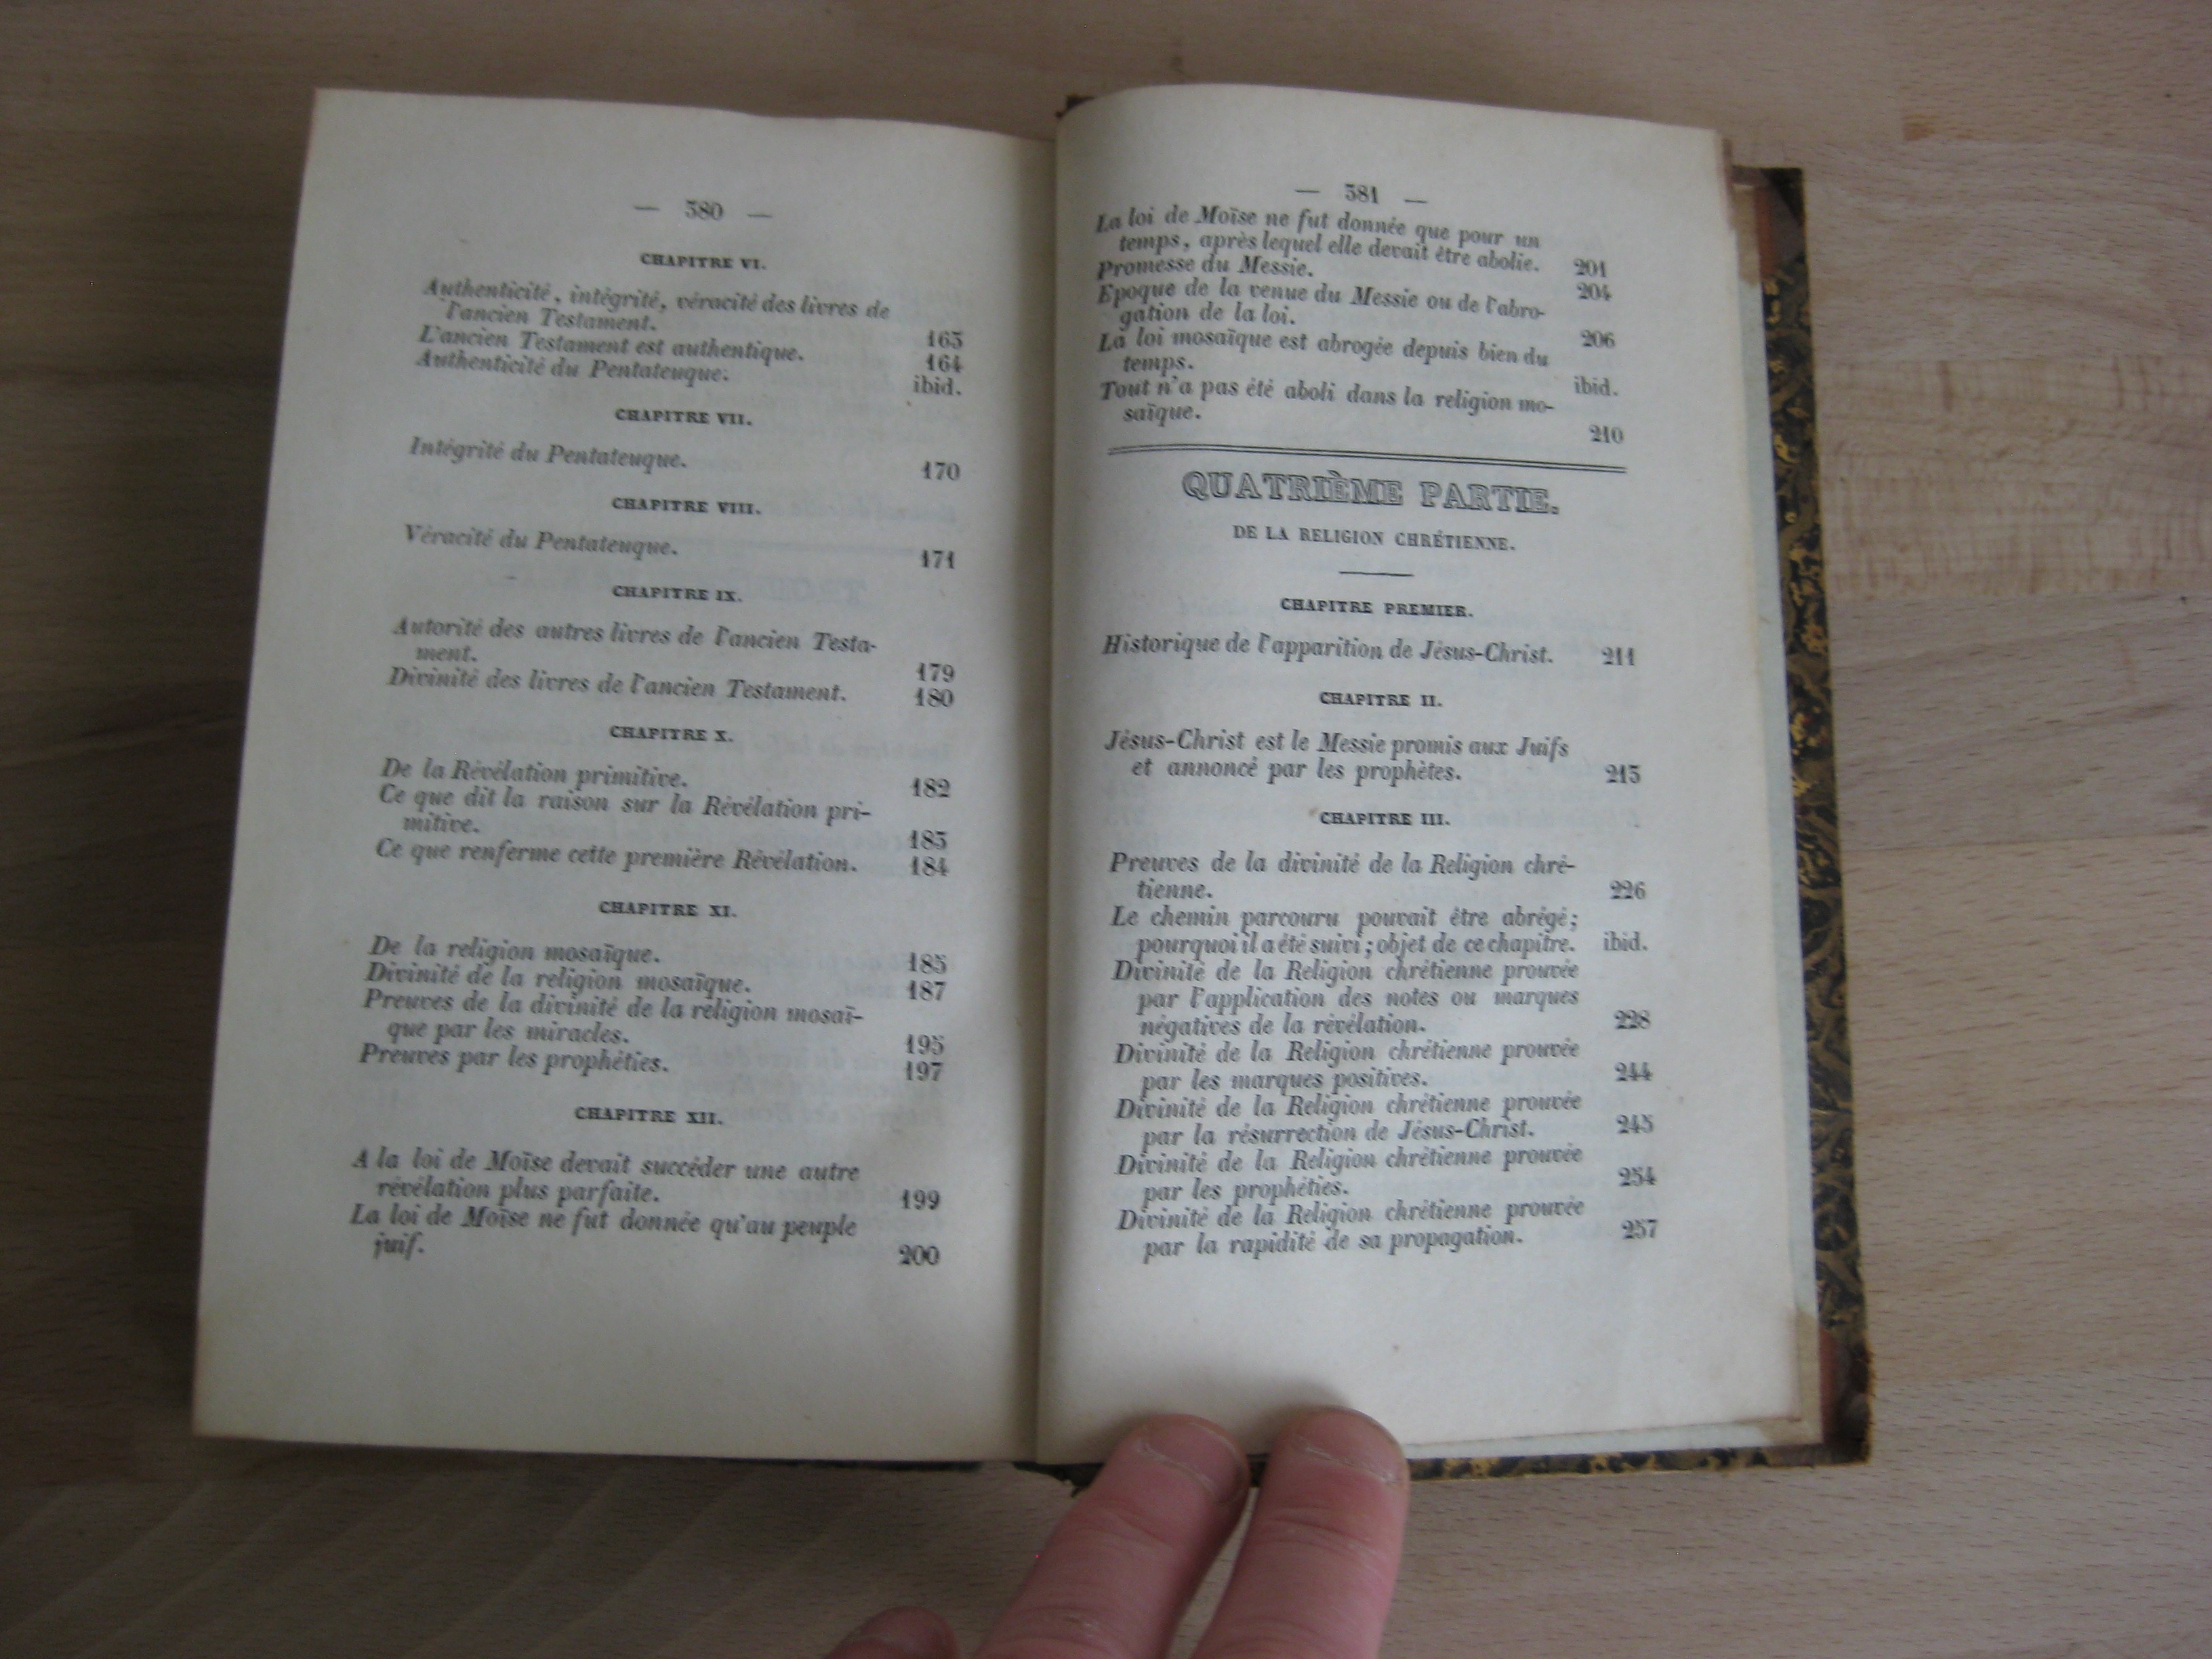 — 380 —
CHAPITRE VI.
Authenticité, intégrité, véracité des livres de
l'ancien Testament. 163
L'ancien Testament est authentique. 164
Authenticité du Pentateuque. ibid.
CHAPITRE VII.
Intégrité du Pentateuque. 170
CHAPITRE VIII.
Véracité du Pentateuque. 171
CHAPITRE IX.
Autorité des autres livres de l'ancien Testa-
ment. 179
Divinité des livres de l'ancien Testament. 180
CHAPITRE X.
De la Révélation primitive. 182
Ce que dit la raison sur la Révélation pri-
mitive. 183
Ce que renferme cette première Révélation. 184
CHAPITRE XI.
De la religion mosaïque. 185
Divinité de la religion mosaïque. 187
Preuves de la divinité de la religion mosaï-
que par les miracles. 195
Preuves par les prophéties. 197
CHAPITRE XII.
A la loi de Moïse devait succéder une autre
révélation plus parfaite. 199
La loi de Moïse ne fut donnée qu'au peuple
juif. 200
— 381 —
La loi de Moïse ne fut donnée que pour un
temps, après lequel elle devait être abolie. 201
Promesse du Messie. 204
Epoque de la venue du Messie ou de l'abro-
gation de la loi. 206
La loi mosaïque est abrogée depuis bien du
temps. ibid.
Tout n'a pas été aboli dans la religion mo-
saïque. 210
QUATRIÈME PARTIE.
DE LA RELIGION CHRÉTIENNE.
CHAPITRE PREMIER.
Historique de l'apparition de Jésus-Christ. 211
CHAPITRE II.
Jésus-Christ est le Messie promis aux Juifs
et annoncé par les prophètes. 213
CHAPITRE III.
Preuves de la divinité de la Religion chré-
tienne. 226
Le chemin parcouru pouvait être abrégé;
pourquoi il a été suivi; objet de ce chapitre. ibid.
Divinité de la Religion chrétienne prouvée
par l'application des notes ou marques
négatives de la révélation. 228
Divinité de la Religion chrétienne prouvée
par les marques positives. 244
Divinité de la Religion chrétienne prouvée
par la résurrection de Jésus-Christ. 245
Divinité de la Religion chrétienne prouvée
par les prophéties. 254
Divinité de la Religion chrétienne prouvée
par la rapidité de sa propagation. 257